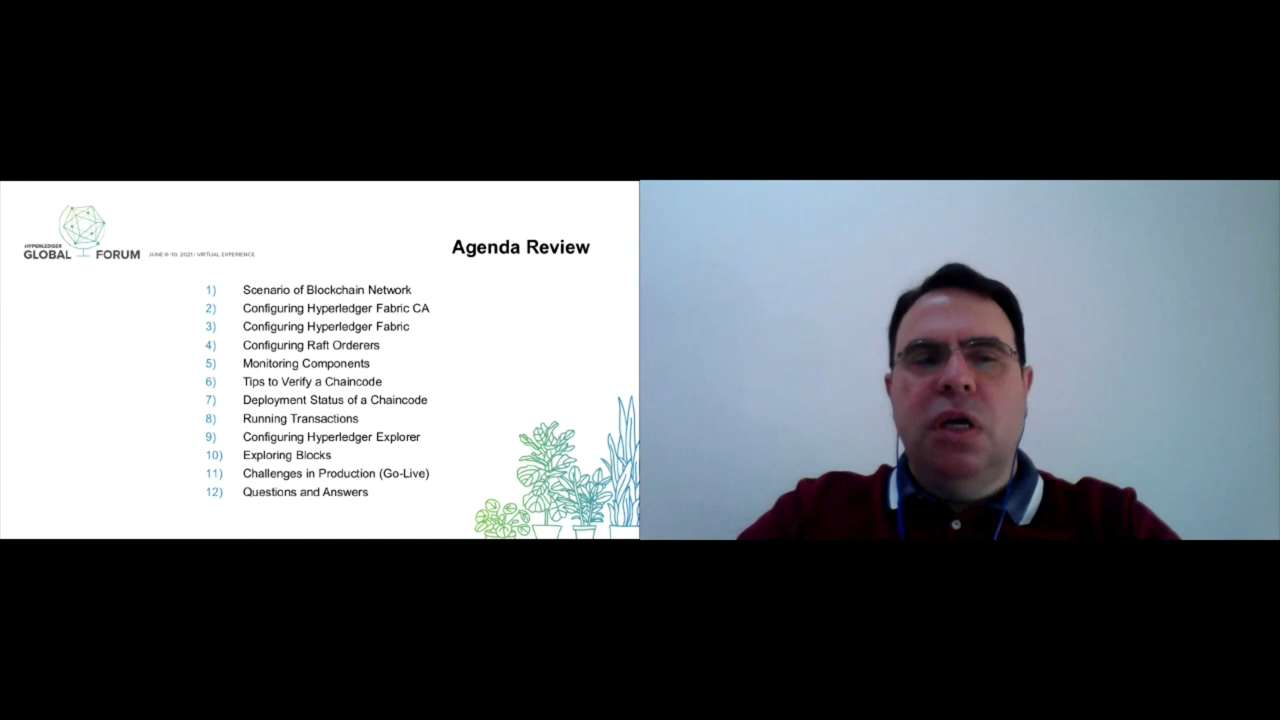 HYPERLEDGER
GLOBAL FORUM JUNE 8-10, 2021 / VIRTUAL EXPERIENCE
Agenda Review
1) Scenario of Blockchain Network
2) Configuring Hyperledger Fabric CA
3) Configuring Hyperledger Fabric
4) Configuring Raft Orderers
5) Monitoring Components
6) Tips to Verify a Chaincode
7) Deployment Status of a Chaincode
8) Running Transactions
9) Configuring Hyperledger Explorer
10) Exploring Blocks
11) Challenges in Production (Go-Live)
12) Questions and Answers